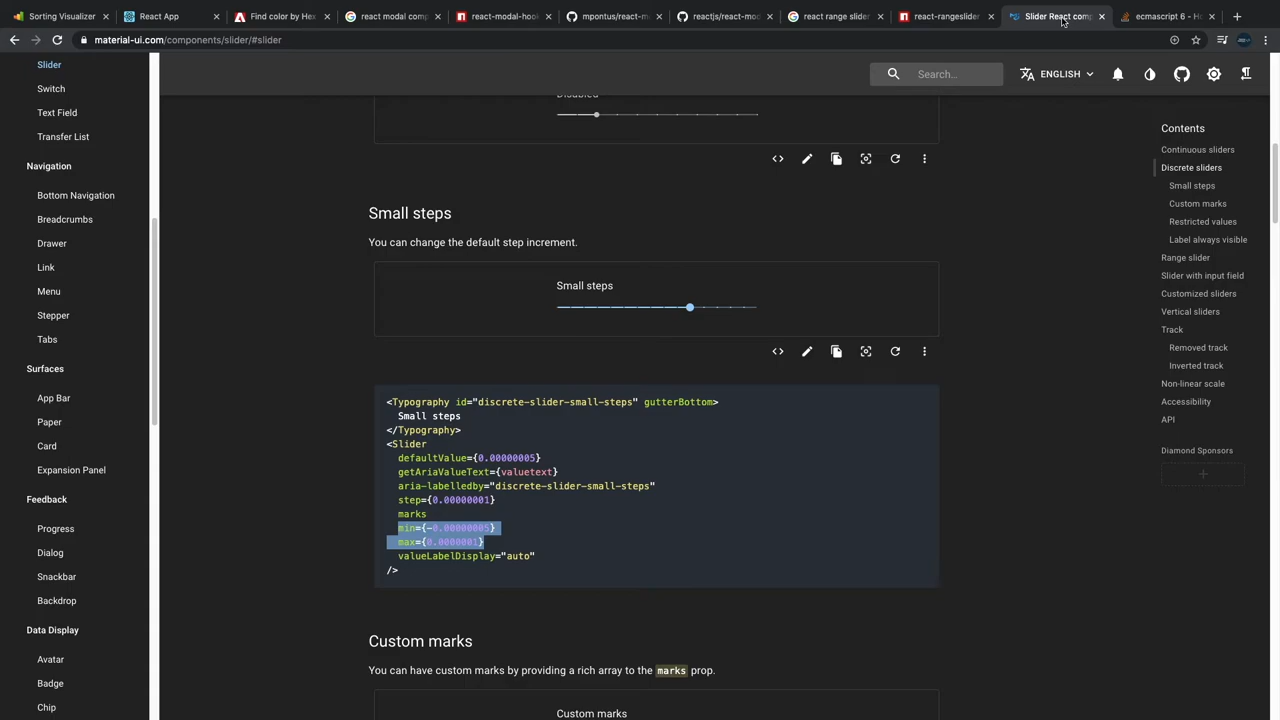 Sorting Visualizer
React App
Find color by Hex
react modal comp
react-modal-hook
mpontus/react-m
reactjs/react-mod
react range slider
react-rangeslider
Slider React comp
ecmascript 6 - H
material-ui.com/components/slider/#slider
Search…
ENGLISH
Slider
Switch
Text Field
Transfer List
Navigation
Bottom Navigation
Breadcrumbs
Drawer
Link
Menu
Stepper
Tabs
Surfaces
App Bar
Paper
Card
Expansion Panel
Feedback
Progress
Dialog
Snackbar
Backdrop
Data Display
Avatar
Badge
Chip
Disabled
Small steps
You can change the default step increment.
Small steps
<Typography id="discrete-slider-small-steps" gutterBottom>
Small steps
</Typography>
<Slider
defaultValue={0.00000005}
getAriaValueText={valuetext}
aria-labelledby="discrete-slider-small-steps"
step={0.00000001}
marks
min={-0.00000005}
max={0.0000001}
valueLabelDisplay="auto"
/>
Custom marks
You can have custom marks by providing a rich array to the marks prop.
Custom marks
Contents
Continuous sliders
Discrete sliders
Small steps
Custom marks
Restricted values
Label always visible
Range slider
Slider with input field
Customized sliders
Vertical sliders
Track
Removed track
Inverted track
Non-linear scale
Accessibility
API
Diamond Sponsors